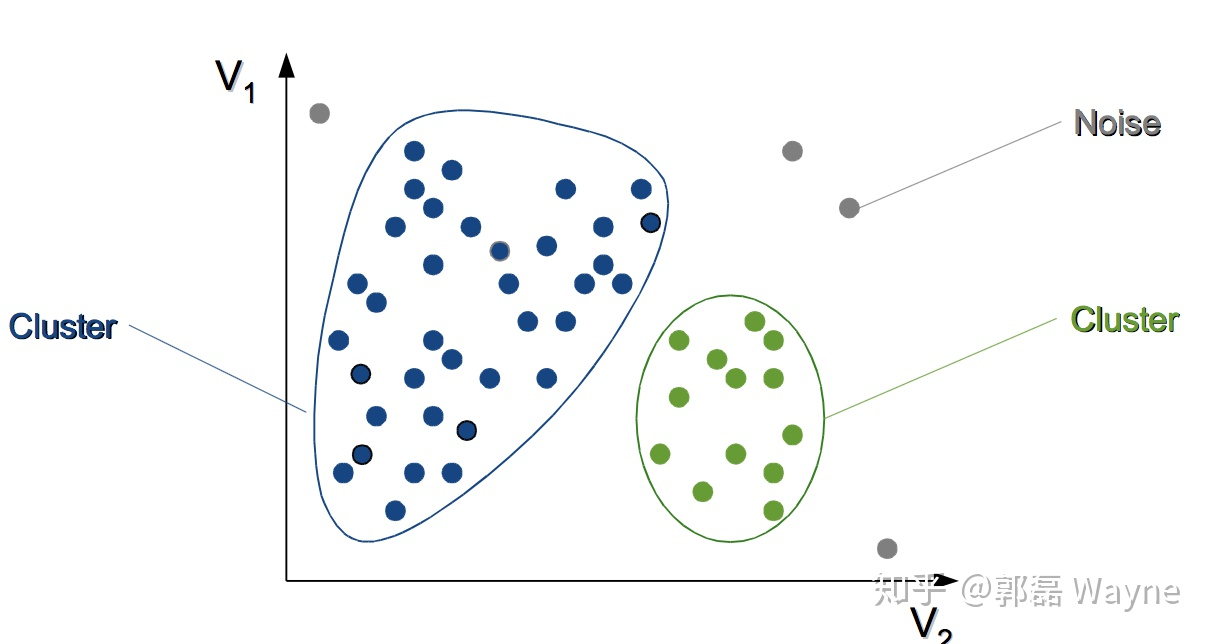 V1
Noise
Cluster
Cluster
知乎 @郭磊 Wayne
V2